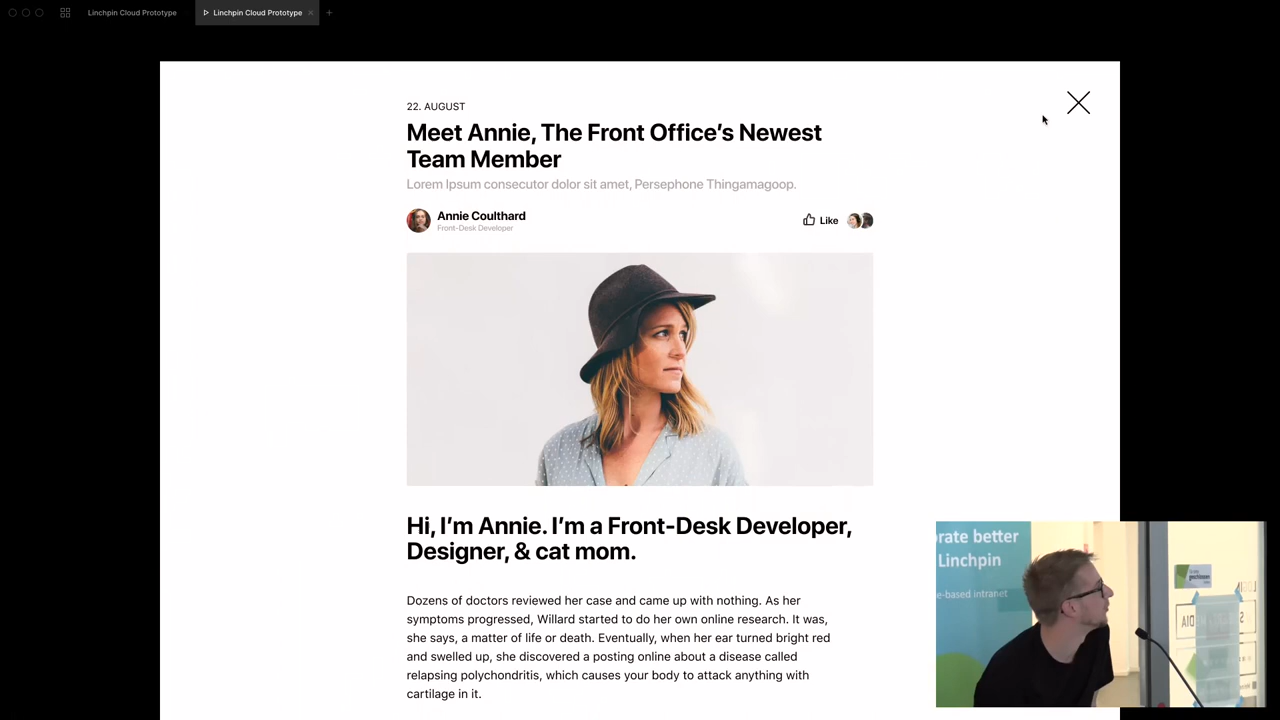 Linchpin Cloud Prototype
Linchpin Cloud Prototype
22. AUGUST
Meet Annie, The Front Office's Newest
Team Member
Lorem Ipsum consecutor dolor sit amet, Persephone Thingamagoop.
Annie Coulthard
Front-Desk Developer
Like
Hi, I'm Annie. I'm a Front-Desk Developer,
Designer, & cat mom.
Dozens of doctors reviewed her case and came up with nothing. As her
symptoms progressed, Willard started to do her own online research. It was,
she says, a matter of life or death. Eventually, when her ear turned bright red
and swelled up, she discovered a posting online about a disease called
relapsing polychondritis, which causes your body to attack anything with
cartilage in it.
rate better
Linchpin
e-based intranet
geschlossen